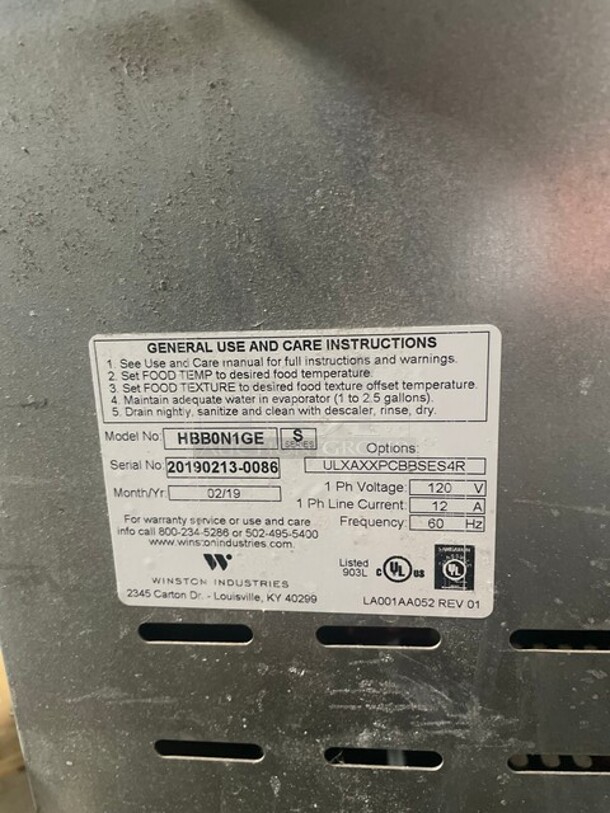 GENERAL USE AND CARE INSTRUCTIONS
1. See Use and Care manual for full instructions and warnings.
2. Set FOOD TEMP to desired food temperature.
3. Set FOOD TEXTURE to desired food texture offset temperature.
4. Maintain adequate water in evaporator (1 to 2.5 gallons).
5. Drain nightly, sanitize and clean with descaler, rinse, dry.
Model No: HBB0N1GE S SERIES
Options:
Serial No: 20190213-0086 ULXAXXPCBBSES4R
Month/Yr: 02/19
1 Ph Voltage: 120 V
1 Ph Line Current: 12 A
Frequency: 60 Hz
For warranty service or use and care
info call 800-234-5286 or 502-495-5400
www.winstonindustries.com.
WINSTON INDUSTRIES
2345 Carton Dr. - Louisville, KY 40299
Listed
903L
C UL US
UL
LA001AA052 REV 01